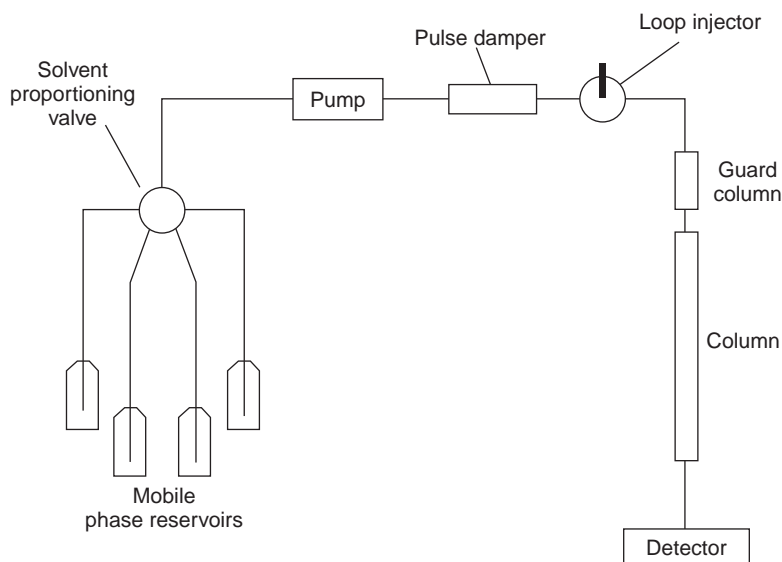 Loop injector
Pulse damper
Solvent
proportioning
valve
Pump
Guard
column
Column
Mobile
phase reservoirs
Detector